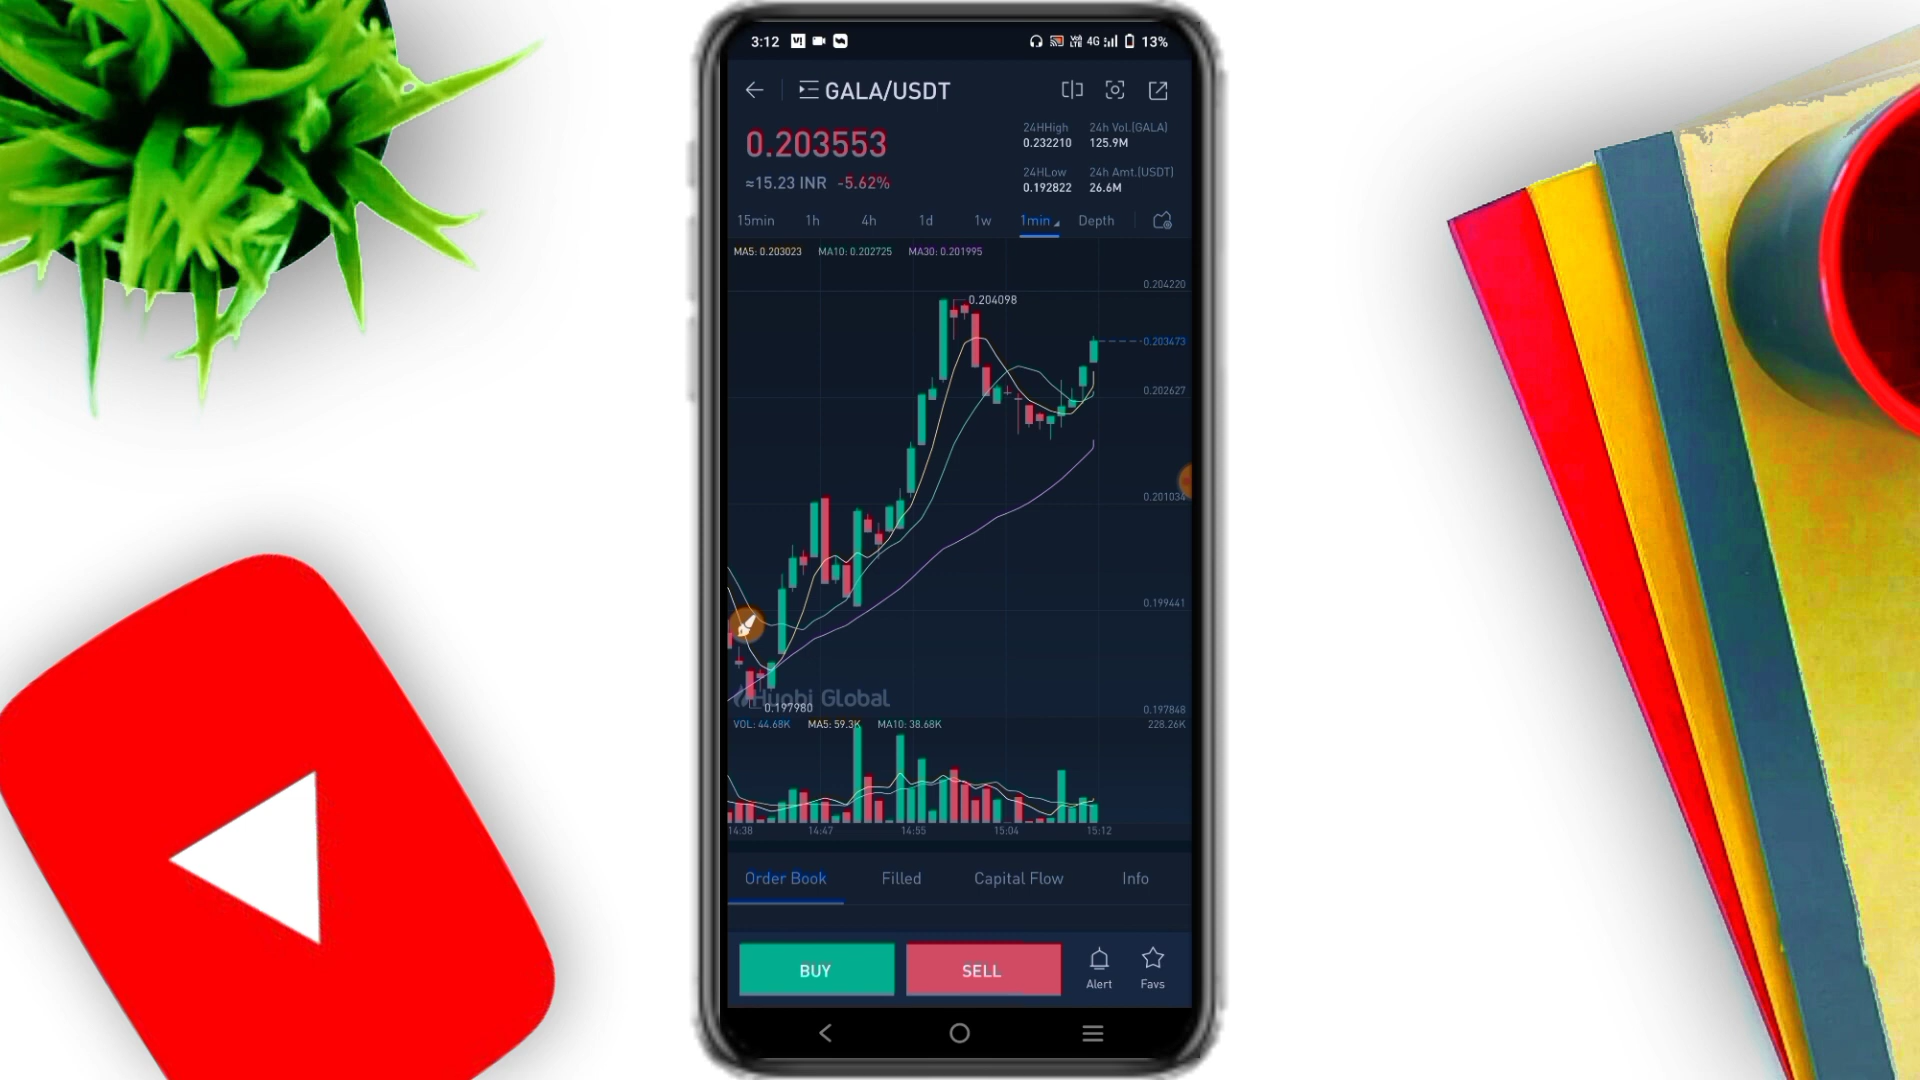 3:12 4G 13%
GALA/USDT
0.203553
≈15.23 INR -5.62%
24HHigh 24h Vol.(GALA)
0.232210 125.9M
24HLow 24h Amt.(USDT)
0.192822 26.6M
15min 1h 4h 1d 1w 1min Depth
MA5: 0.203023 MA10: 0.202725 MA30: 0.201995
0.204220
0.204098
0.203473
0.202627
0.201034
0.199441
Huobi Global
0.197980
0.197848
VOL: 44.68K MA5: 59.3K MA10: 38.68K 228.26K
14:38 14:47 14:55 15:04 15:12
Order Book Filled Capital Flow Info
BUY SELL Alert Favs